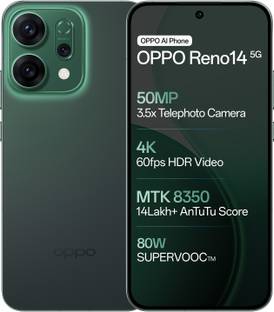 OPPO AI Phone
OPPO Reno14 5G
50MP
3.5x Telephoto Camera
4K
60fps HDR Video
MTK 8350
14Lakh+ AnTuTu Score
80W
SUPERVOOC™
oppo